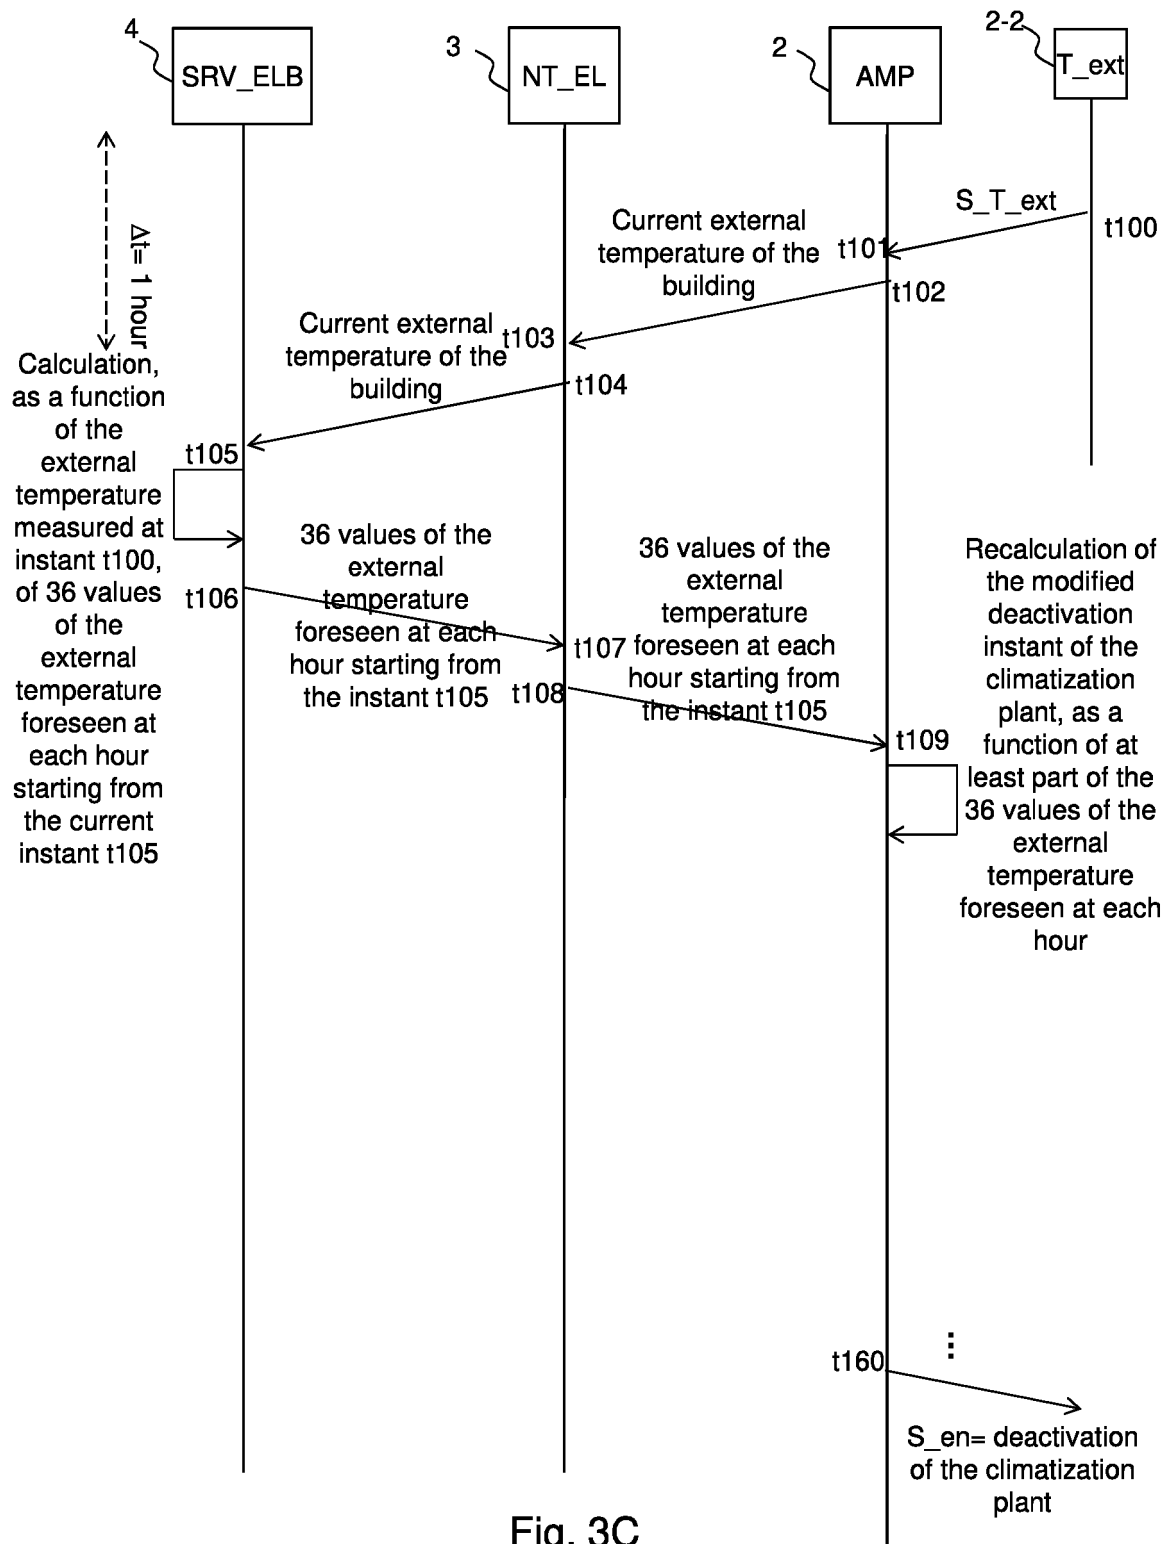 4
SRV_ELB
3
NT_EL
2
AMP
2-2
T_ext
Δt= 1 hour
S_T_ext
t100
t101
Current external
temperature of the
building
t102
t103
Current external
temperature of the
building
t104
t105
Calculation,
as a function
of the
external
temperature
measured at
instant t100,
of 36 values
of the
external
temperature
foreseen at
each hour
starting from
the current
instant t105
t106
36 values of the
external
temperature
foreseen at each
hour starting from
the instant t105
t107
t108
36 values of the
external
temperature
foreseen at each
hour starting from
the instant t105
t109
Recalculation of
the modified
deactivation
instant of the
climatization
plant, as a
function of at
least part of the
36 values of the
external
temperature
foreseen at each
hour
t160
S_en= deactivation
of the climatization
plant
Fig. 3C